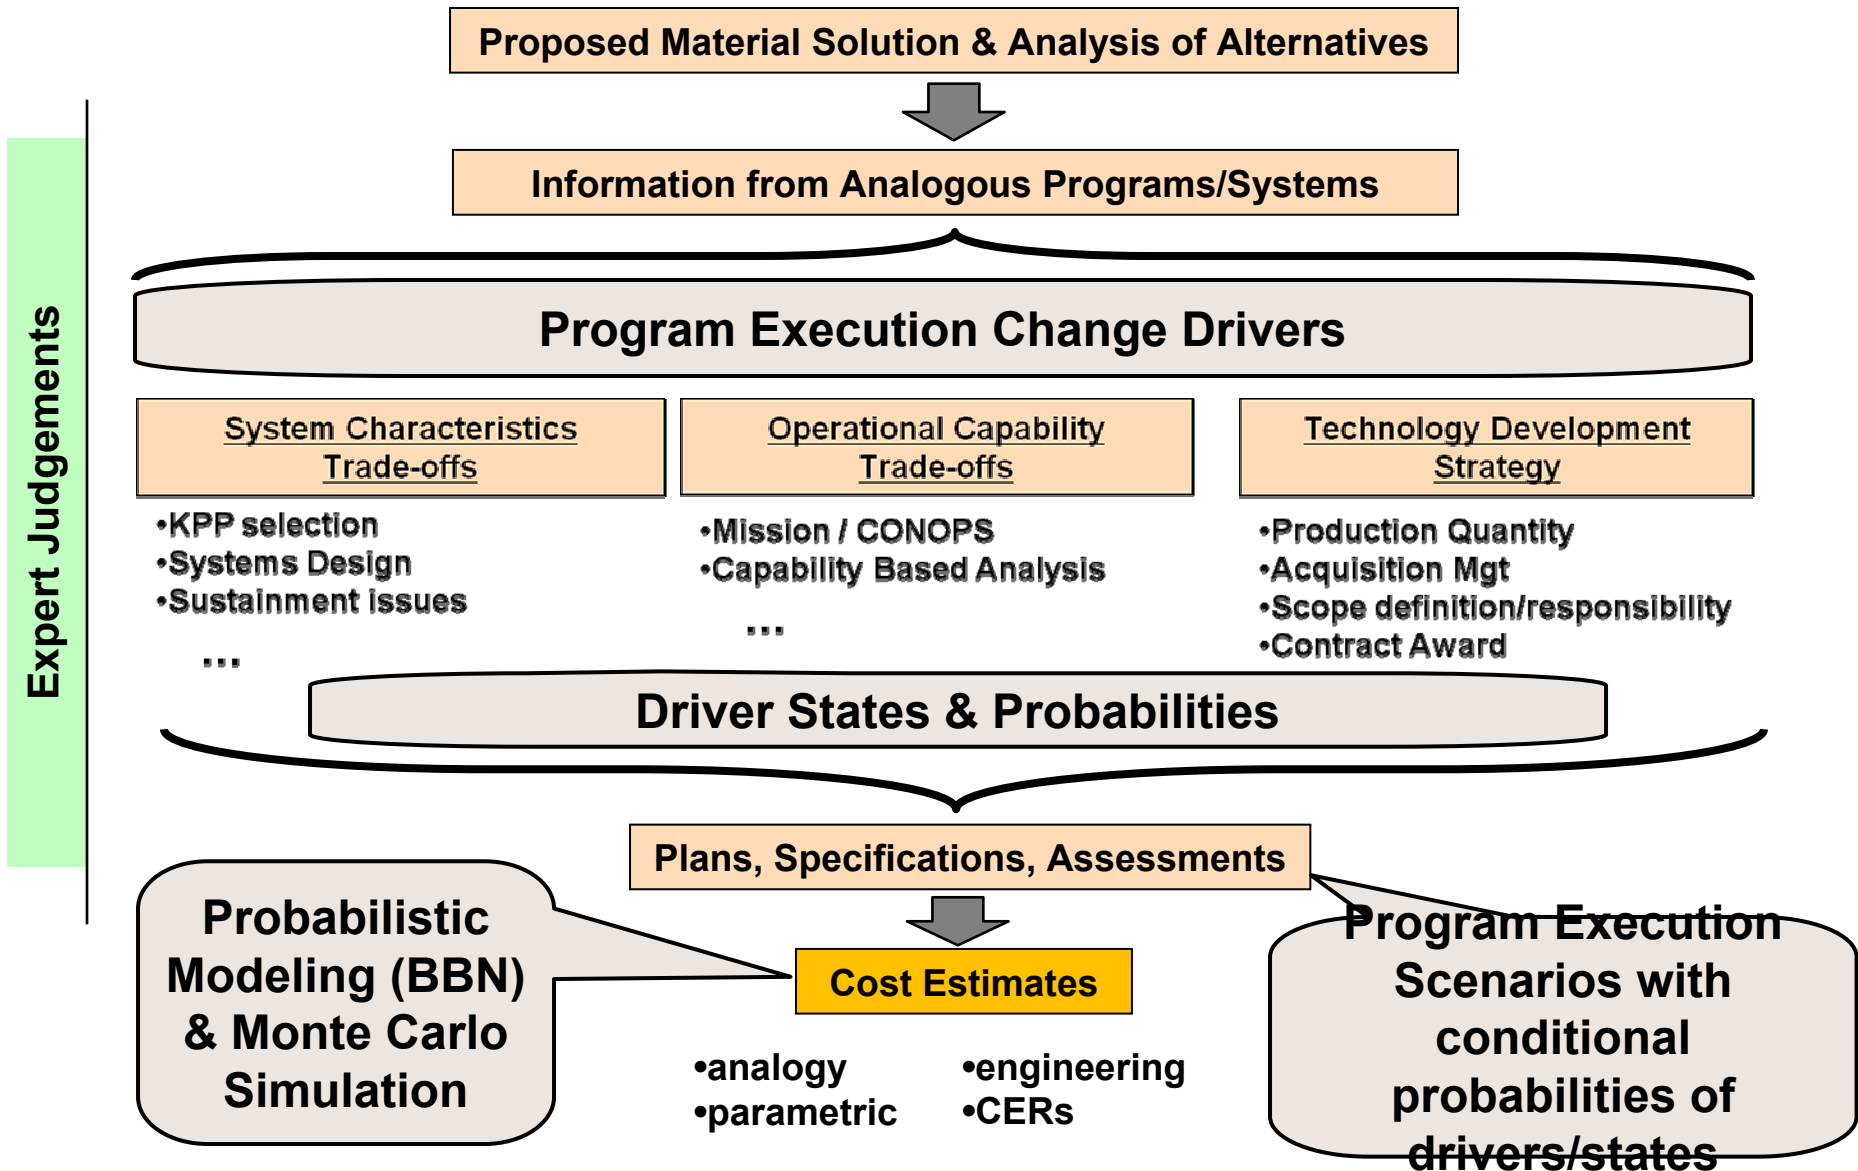 Proposed Material Solution & Analysis of Alternatives
Information from Analogous Programs/Systems
Expert Judgements
Program Execution Change Drivers
System Characteristics
Trade-offs
•KPP selection
•Systems Design
•Sustainment issues
...
Operational Capability
Trade-offs
•Mission / CONOPS
•Capability Based Analysis
...
Technology Development
Strategy
•Production Quantity
•Acquisition Mgt
•Scope definition/responsibility
•Contract Award
Driver States & Probabilities
Plans, Specifications, Assessments
Probabilistic
Modeling (BBN)
& Monte Carlo
Simulation
Cost Estimates
•analogy
•parametric
•engineering
•CERs
Program Execution
Scenarios with
conditional
probabilities of
drivers/states